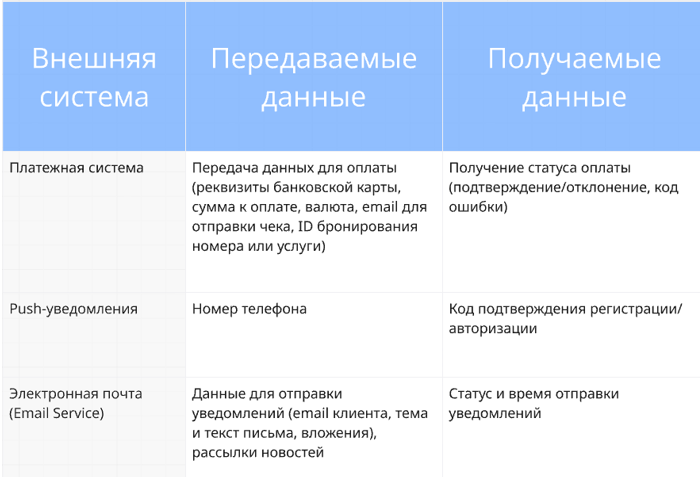 Внешняя
система
Передаваемые
данные
Получаемые
данные
Платежная система
Передача данных для оплаты
(реквизиты банковской карты,
сумма к оплате, валюта, email для
отправки чека, ID бронирования
номера или услуги)
Получение статуса оплаты
(подтверждение/отклонение, код
ошибки)
Push-уведомления
Номер телефона
Код подтверждения регистрации/
авторизации
Электронная почта
(Email Service)
Данные для отправки
уведомлений (email клиента, тема
и текст письма, вложения),
рассылки новостей
Статус и время отправки
уведомлений